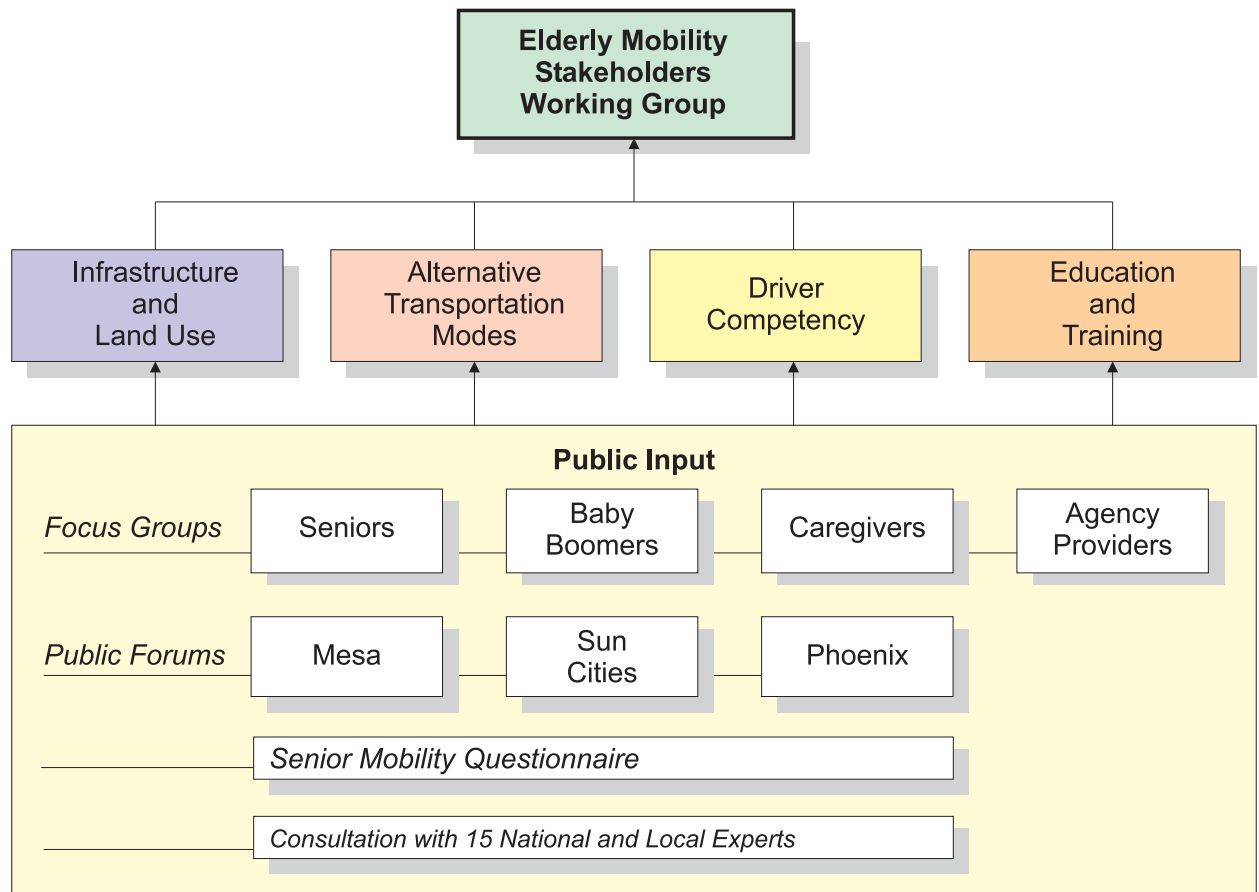 Elderly Mobility
Stakeholders
Working Group
Infrastructure
and
Land Use
Alternative
Transportation
Modes
Driver
Competency
Education
and
Training
Public Input
Focus Groups
Seniors
Baby
Boomers
Caregivers
Agency
Providers
Public Forums
Mesa
Sun
Cities
Phoenix
Senior Mobility Questionnaire
Consultation with 15 National and Local Experts